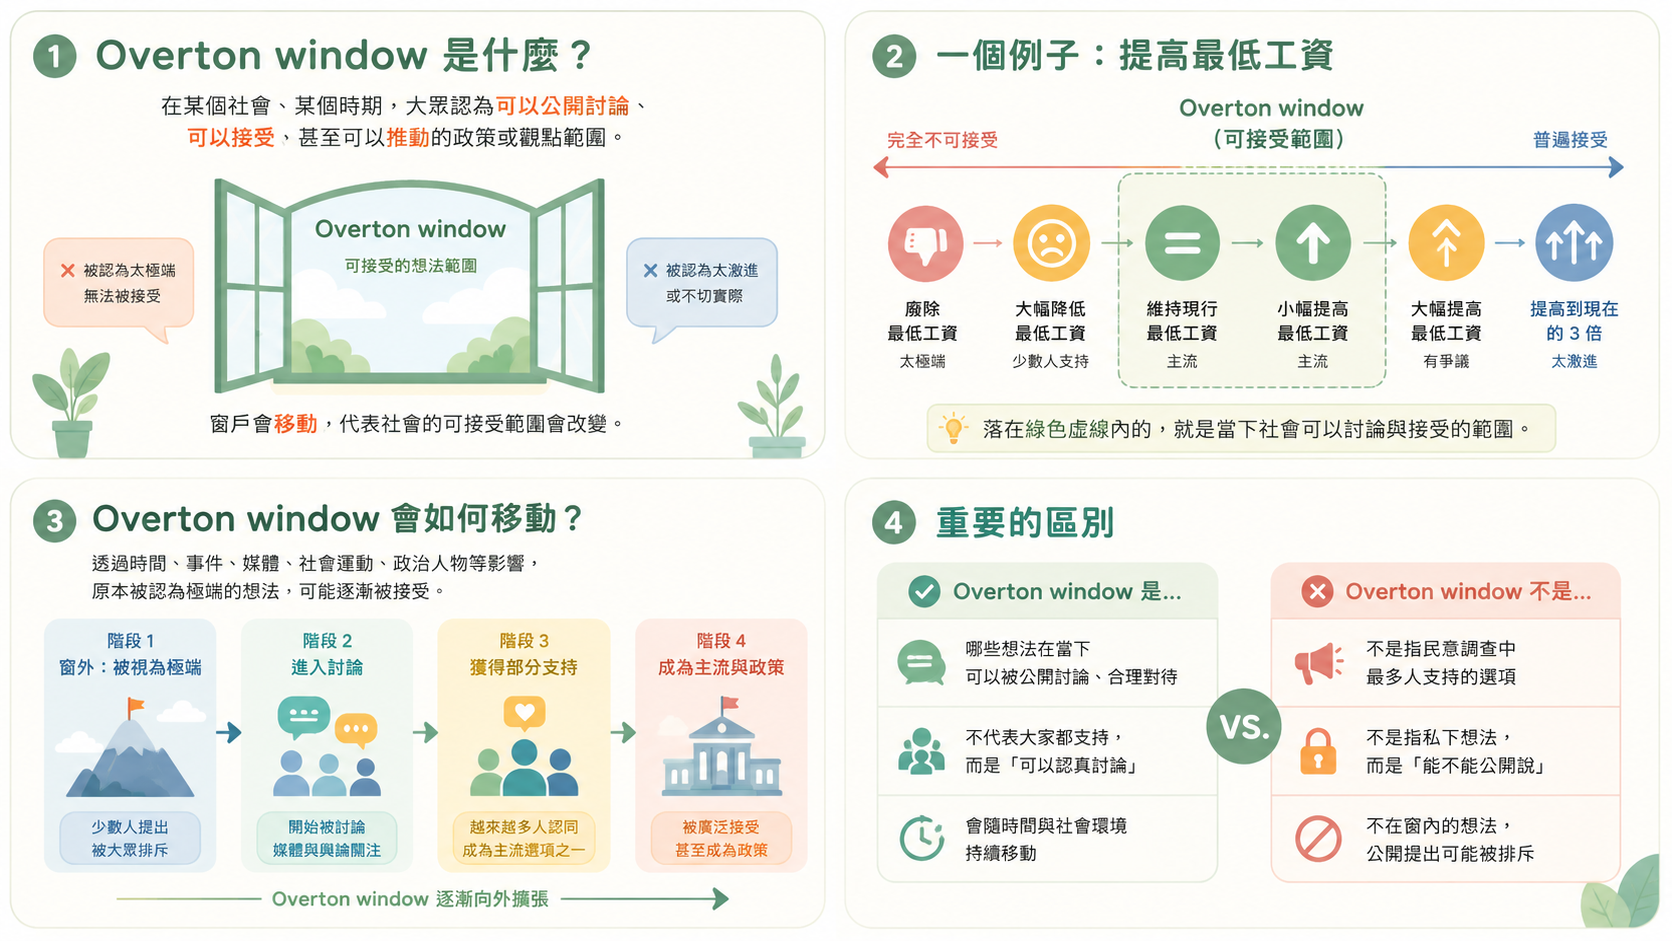 1 Overton window 是什麼？
在某個社會、某個時期，大眾認為可以公開討論、
可以接受、甚至可以推動的政策或觀點範圍。
Overton window
可接受的想法範圍
✕ 被認為太極端
無法被接受
✕ 被認為太激進
或不切實際
窗戶會移動，代表社會的可接受範圍會改變。
2 一個例子：提高最低工資
Overton window
（可接受範圍）
完全不可接受
普遍接受
廢除
最低工資
太極端
大幅降低
最低工資
少數人支持
維持現行
最低工資
主流
小幅提高
最低工資
主流
大幅提高
最低工資
有爭議
提高到現在
的 3 倍
太激進
落在綠色虛線內的，就是當下社會可以討論與接受的範圍。
3 Overton window 會如何移動？
透過時間、事件、媒體、社會運動、政治人物等影響，
原本被認為極端的想法，可能逐漸被接受。
階段 1
窗外：被視為極端
少數人提出
被大眾排斥
階段 2
進入討論
開始被討論
媒體與輿論關注
階段 3
獲得部分支持
越來越多人認同
成為主流選項之一
階段 4
成為主流與政策
被廣泛接受
甚至成為政策
Overton window 逐漸向外擴張
4 重要的區別
Overton window 是...
哪些想法在當下
可以被公開討論、合理對待
不代表大家都支持，
而是「可以認真討論」
會隨時間與社會環境
持續移動
VS.
Overton window 不是...
不是指民意調查中
最多人支持的選項
不是指私下想法，
而是「能不能公開說」
不在窗內的想法，
公開提出可能被排斥